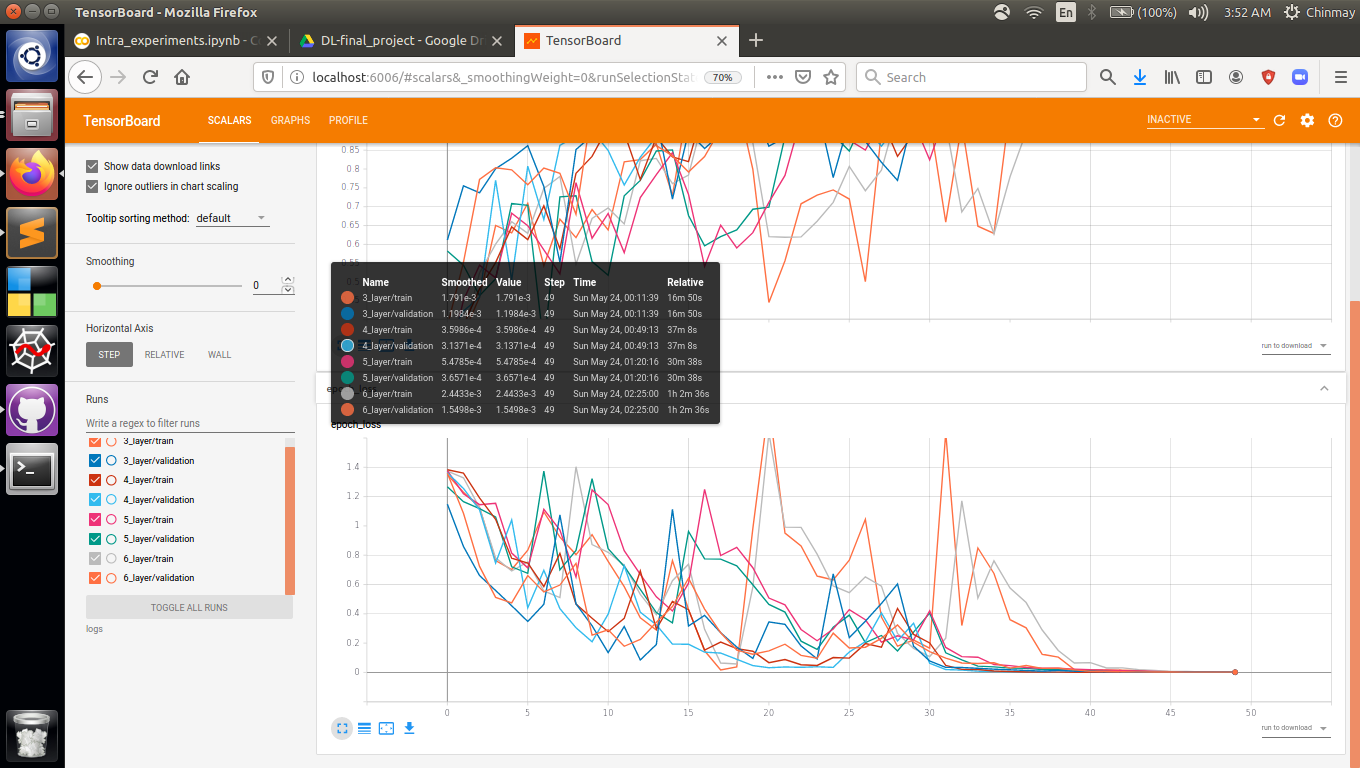 TensorBoard - Mozilla Firefox
En
(100%)
3:52 AM
Chinmay
Intra_experiments.ipynb - C
DL-final_project - Google Dr
TensorBoard
localhost:6006/#scalars&_smoothingWeight=0&runSelectionStat
70%
Search
TensorBoard
SCALARS
GRAPHS
PROFILE
INACTIVE
Show data download links
Ignore outliers in chart scaling
Tooltip sorting method: default
Smoothing
0
Horizontal Axis
STEP RELATIVE WALL
Runs
Write a regex to filter runs
3_layer/train
3_layer/validation
4_layer/train
4_layer/validation
5_layer/train
5_layer/validation
6_layer/train
6_layer/validation
TOGGLE ALL RUNS
logs
0.85
0.8
0.75
0.7
0.65
0.6
0.55
Name Smoothed Value Step Time Relative
3_layer/train 1.791e-3 1.791e-3 49 Sun May 24, 00:11:39 16m 50s
3_layer/validation 1.1984e-3 1.1984e-3 49 Sun May 24, 00:11:39 16m 50s
4_layer/train 3.5986e-4 3.5986e-4 49 Sun May 24, 00:49:13 37m 8s
4_layer/validation 3.1371e-4 3.1371e-4 49 Sun May 24, 00:49:13 37m 8s
5_layer/train 5.4785e-4 5.4785e-4 49 Sun May 24, 01:20:16 30m 38s
5_layer/validation 3.6571e-4 3.6571e-4 49 Sun May 24, 01:20:16 30m 38s
6_layer/train 2.4433e-3 2.4433e-3 49 Sun May 24, 02:25:00 1h 2m 36s
6_layer/validation 1.5498e-3 1.5498e-3 49 Sun May 24, 02:25:00 1h 2m 36s
run to download
epoch_loss
1.4
1.2
1
0.8
0.6
0.4
0.2
0
0 5 10 15 20 25 30 35 40 45 50
run to download